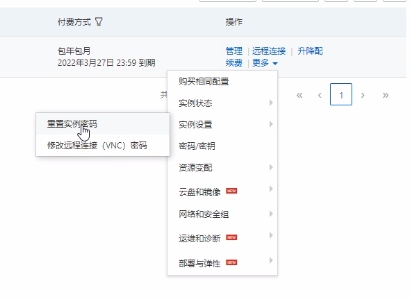 付费方式
操作
包年包月
2022年3月27日 23:59 到期
管理 | 远程连接 | 升降配
续费 | 更多
购买相同配置
实例状态
实例设置
密码/密钥
资源变配
云盘和镜像 NEW
网络和安全组
运维和诊断 NEW
部署与弹性 NEW
重置实例密码
修改远程连接（VNC）密码
共
« ‹ 1 › »